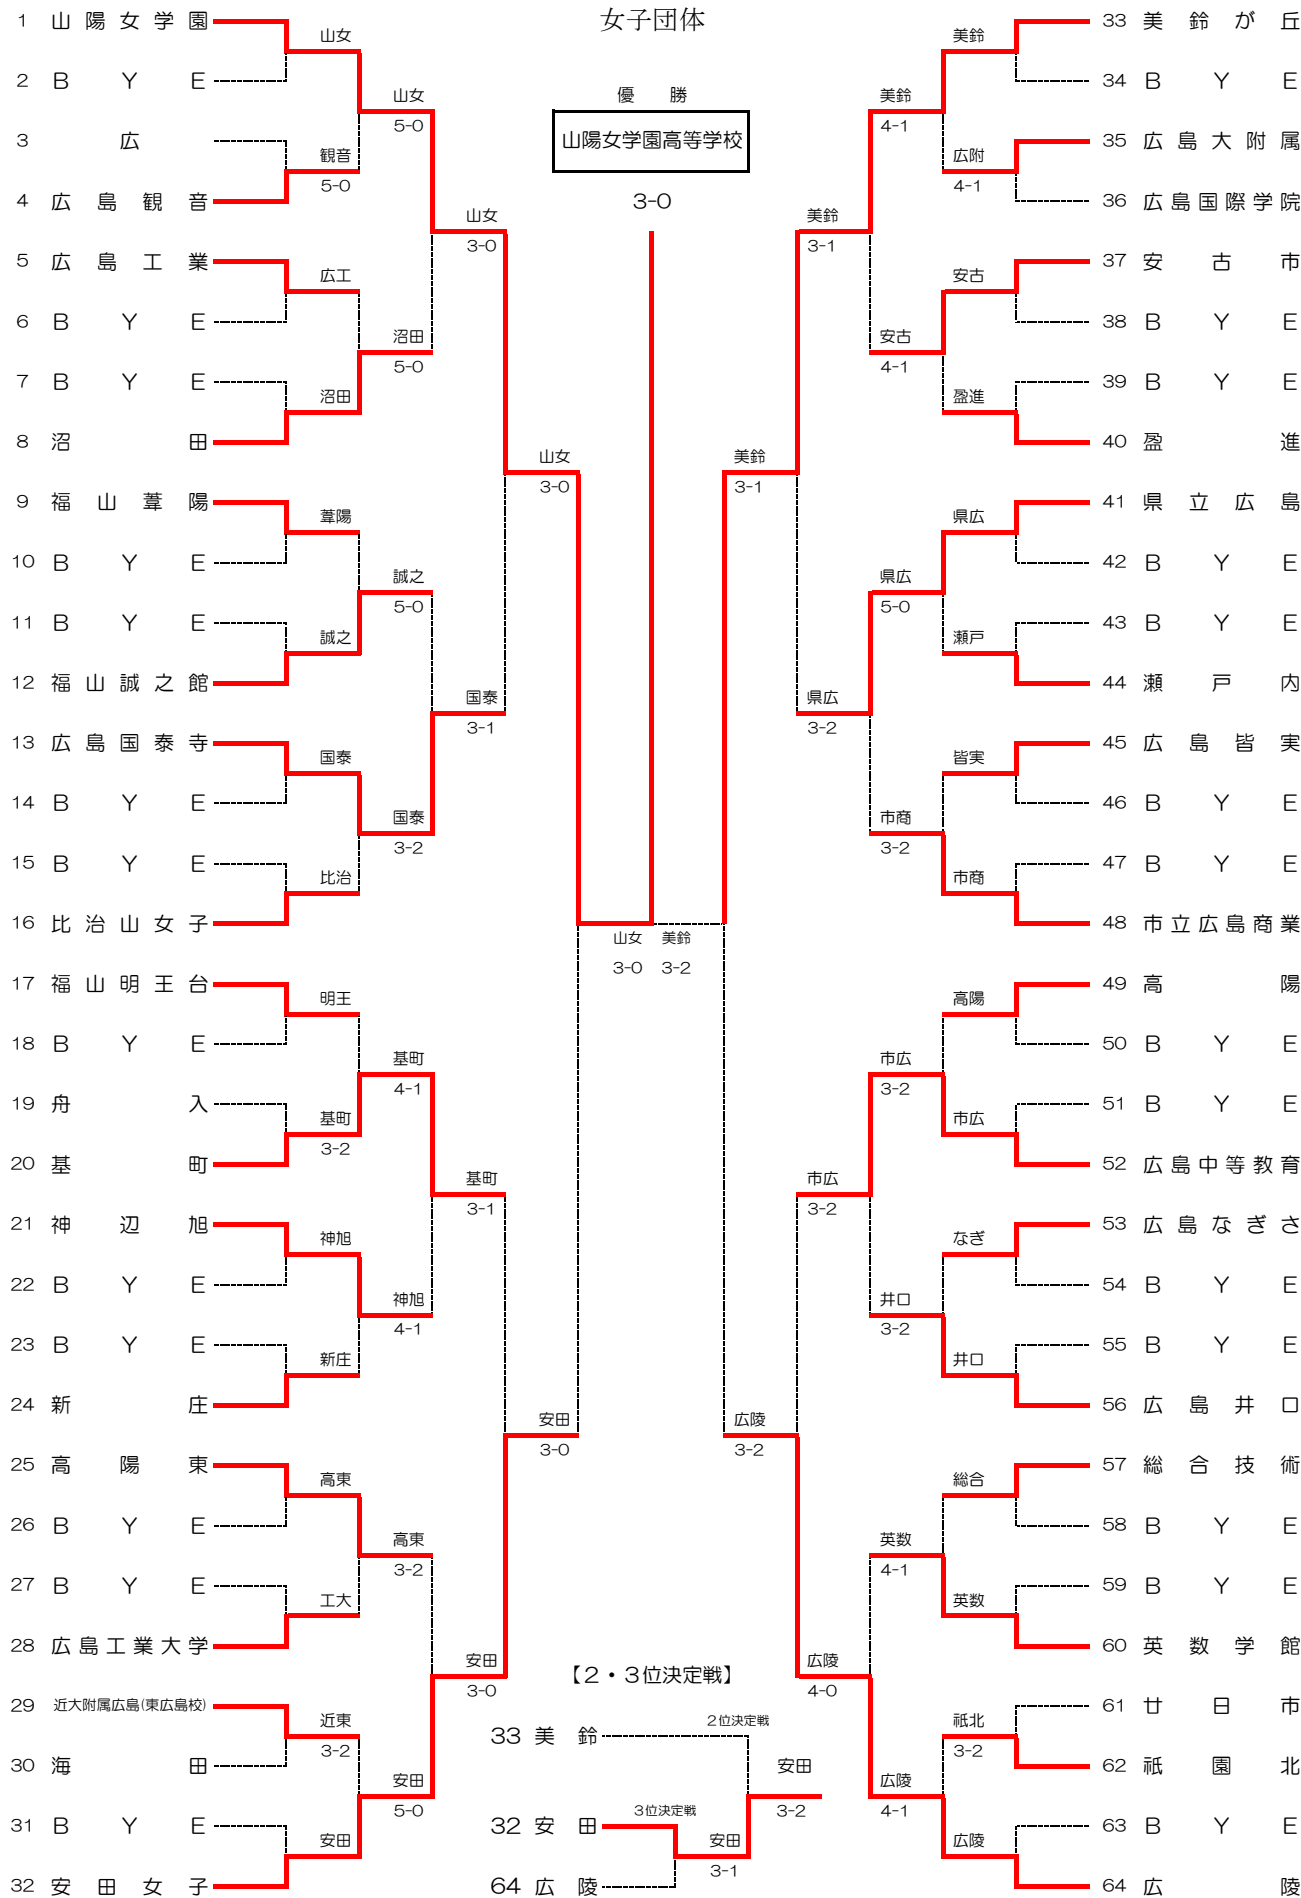 女子団体
優勝
山陽女学園高等学校
3-0
1 山陽女学園
2 BYE
3 広
4 広島観音
5 広島工業
6 BYE
7 BYE
8 沼田
9 福山葦陽
10 BYE
11 BYE
12 福山誠之館
13 広島国泰寺
14 BYE
15 BYE
16 比治山女子
17 福山明王台
18 BYE
19 舟入
20 基町
21 神辺旭
22 BYE
23 BYE
24 新庄
25 高陽東
26 BYE
27 BYE
28 広島工業大学
29 近大附属広島(東広島校)
30 海田
31 BYE
32 安田女子
山女
観音
5-0
広工
沼田
葦陽
誠之
国泰
比治
明王
基町
3-2
神旭
新庄
高東
工大
近東
3-2
安田
山女
5-0
沼田
5-0
誠之
5-0
国泰
3-2
基町
4-1
神旭
4-1
高東
3-2
安田
5-0
山女
3-0
国泰
3-1
基町
3-1
安田
3-0
山女
3-0
安田
3-0
山女 美鈴
3-0 3-2
美鈴
3-1
広陵
3-2
美鈴
3-1
県広
3-2
市広
3-2
広陵
4-0
美鈴
4-1
安古
4-1
県広
5-0
市商
3-2
市広
3-2
井口
3-2
英数
4-1
広陵
4-1
美鈴
広附
4-1
安古
盈進
県広
瀬戸
皆実
市商
高陽
市広
なぎ
井口
総合
英数
祇北
3-2
広陵
33 美鈴が丘
34 BYE
35 広島大附属
36 広島国際学院
37 安古市
38 BYE
39 BYE
40 盈進
41 県立広島
42 BYE
43 BYE
44 瀬戸内
45 広島皆実
46 BYE
47 BYE
48 市立広島商業
49 高陽
50 BYE
51 BYE
52 広島中等教育
53 広島なぎさ
54 BYE
55 BYE
56 広島井口
57 総合技術
58 BYE
59 BYE
60 英数学館
61 廿日市
62 祇園北
63 BYE
64 広陵
【2・3位決定戦】
33 美鈴
2位決定戦
安田
3-2
32 安田
3位決定戦
安田
3-1
64 広陵